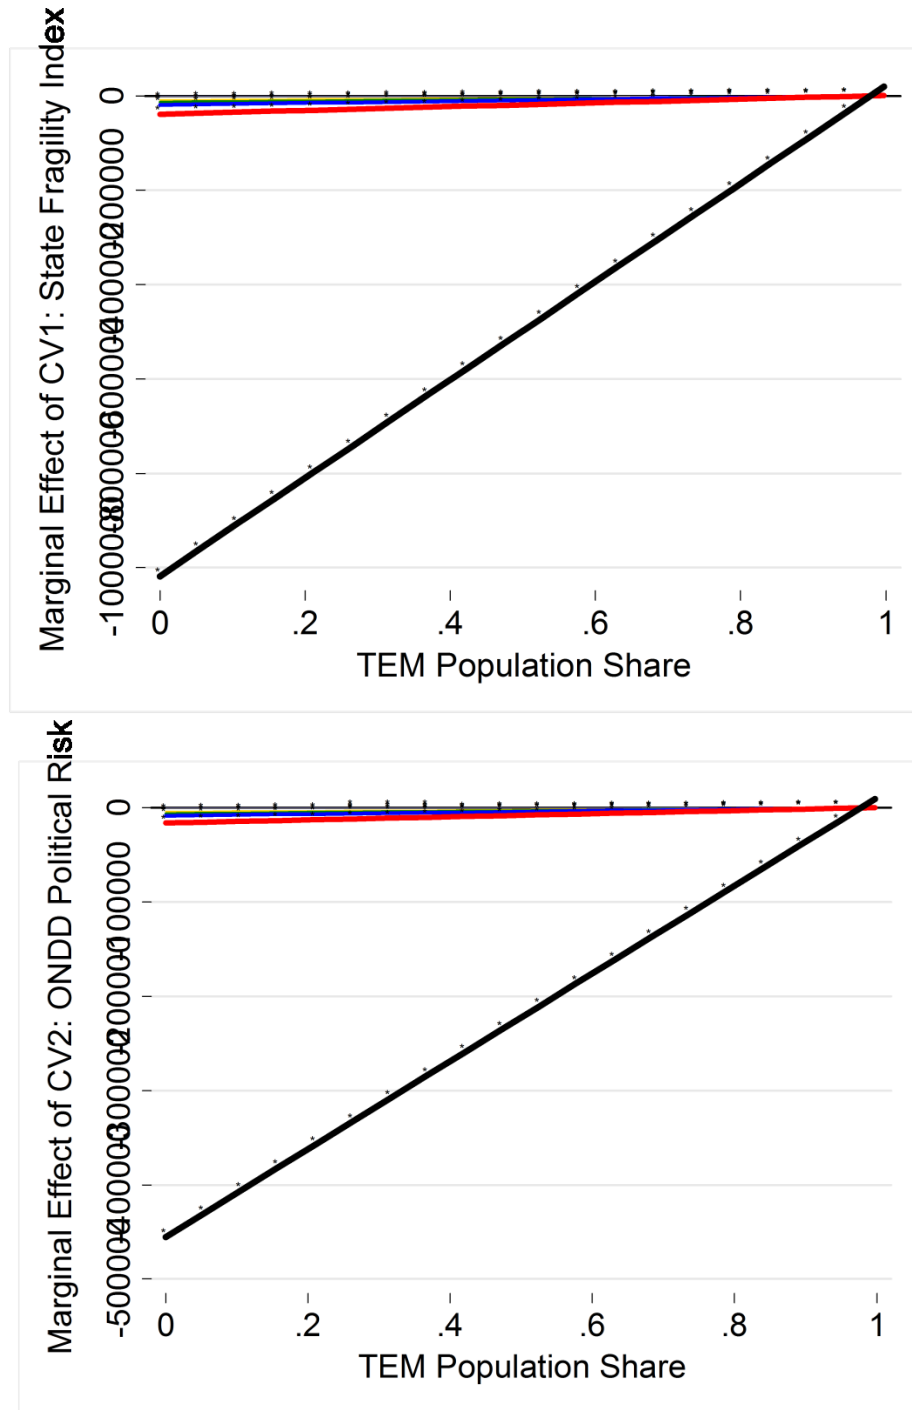 Marginal Effect of CV1: State Fragility Index
0
-200000
-400000
-600000
-800000
-1000000
0 .2 .4 .6 .8 1
TEM Population Share
Marginal Effect of CV2: ONDD Political Risk
0
-100000
-200000
-300000
-400000
-500000
0 .2 .4 .6 .8 1
TEM Population Share